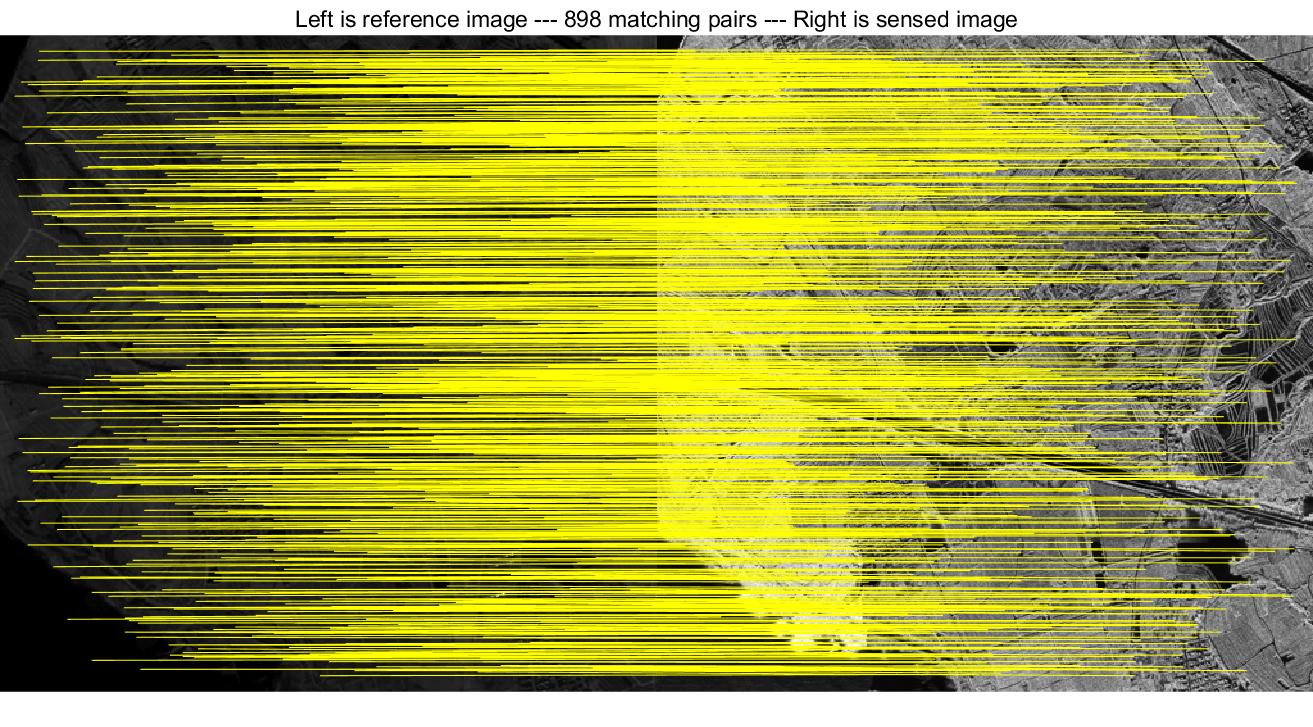 Left is reference image --- 898 matching pairs --- Right is sensed image